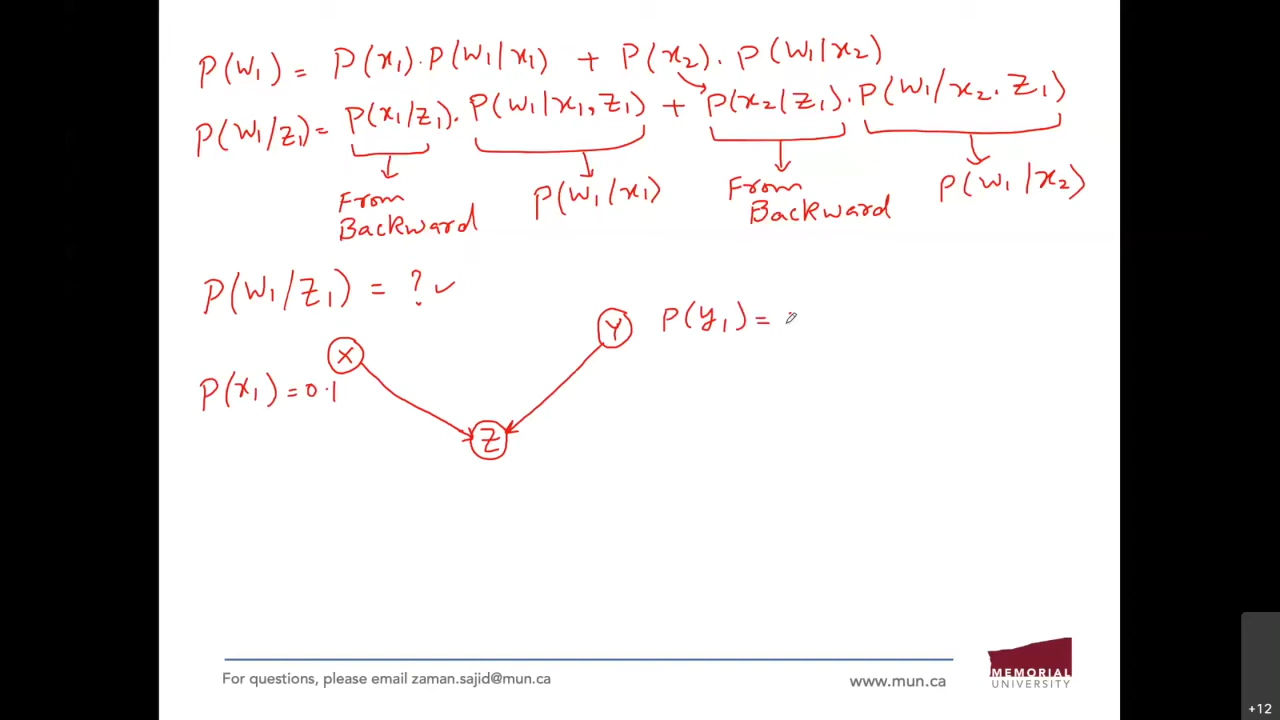 P(W₁) = P(x₁).P(W₁|x₁) + P(x₂).P(W₁|x₂)
P(W₁/Z₁) = P(x₁/Z₁).P(W₁|x₁,Z₁) + P(x₂|Z₁).P(W₁/x₂.Z₁)
From Backward
P(W₁/x₁)
From Backward
P(W₁/x₂)
P(W₁/Z₁) = ? ✓
X
Y
P(y₁) =
P(x₁) = 0.1
Z
For questions, please email zaman.sajid@mun.ca
www.mun.ca
MEMORIAL
UNIVERSITY
+12